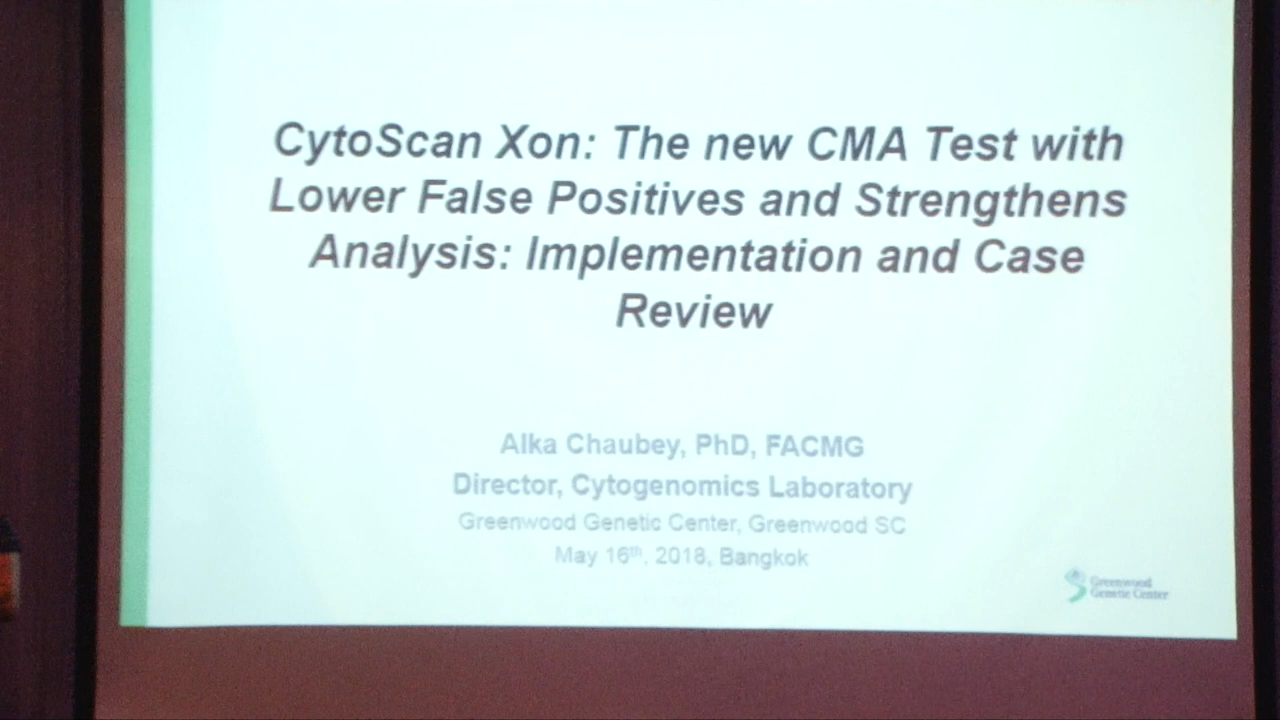 CytoScan Xon: The new CMA Test with
Lower False Positives and Strengthens
Analysis: Implementation and Case
Review
Alka Chaubey, PhD, FACMG
Director, Cytogenomics Laboratory
Greenwood Genetic Center, Greenwood SC
May 16th, 2018, Bangkok
Greenwood
Genetic Center